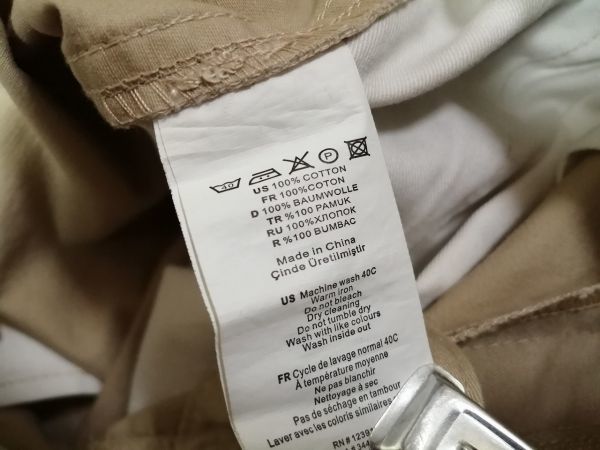 40 P
US 100% COTTON
FR 100%COTON
D 100% BAUMWOLLE
TR %100 PAMUK
RU 100%ХЛОПОК
R %100 BUMBAC
Made in China
Çinde Üretilmiştir
US Machine wash 40C
Warm iron
Do not bleach
Dry cleaning
Do not tumble dry
Wash with like colours
Wash inside out
FR Cycle de lavage normal 40C
À température moyenne
Ne pas blanchir
Nettoyage à sec
Pas de séchage en tambour
Laver avec les coloris similaires
RN# 1239